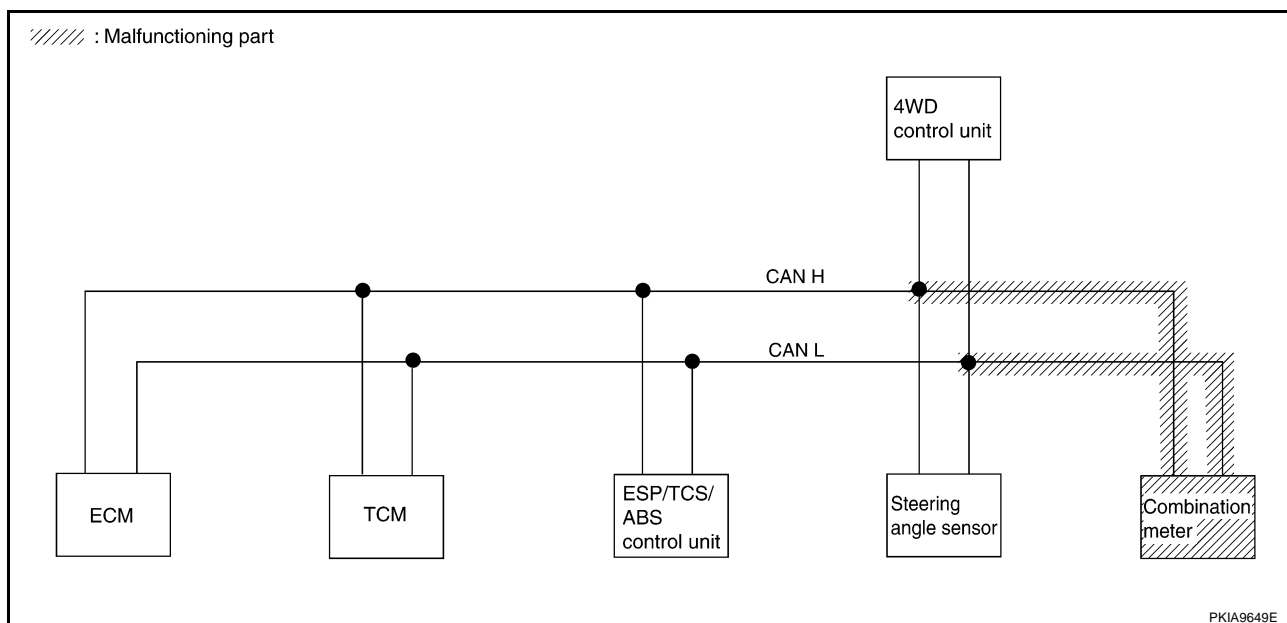 : Malfunctioning part
4WD
control unit
CAN H
CAN L
ECM
TCM
ESP/TCS/
ABS
control unit
Steering
angle sensor
Combination
meter
PKIA9649E